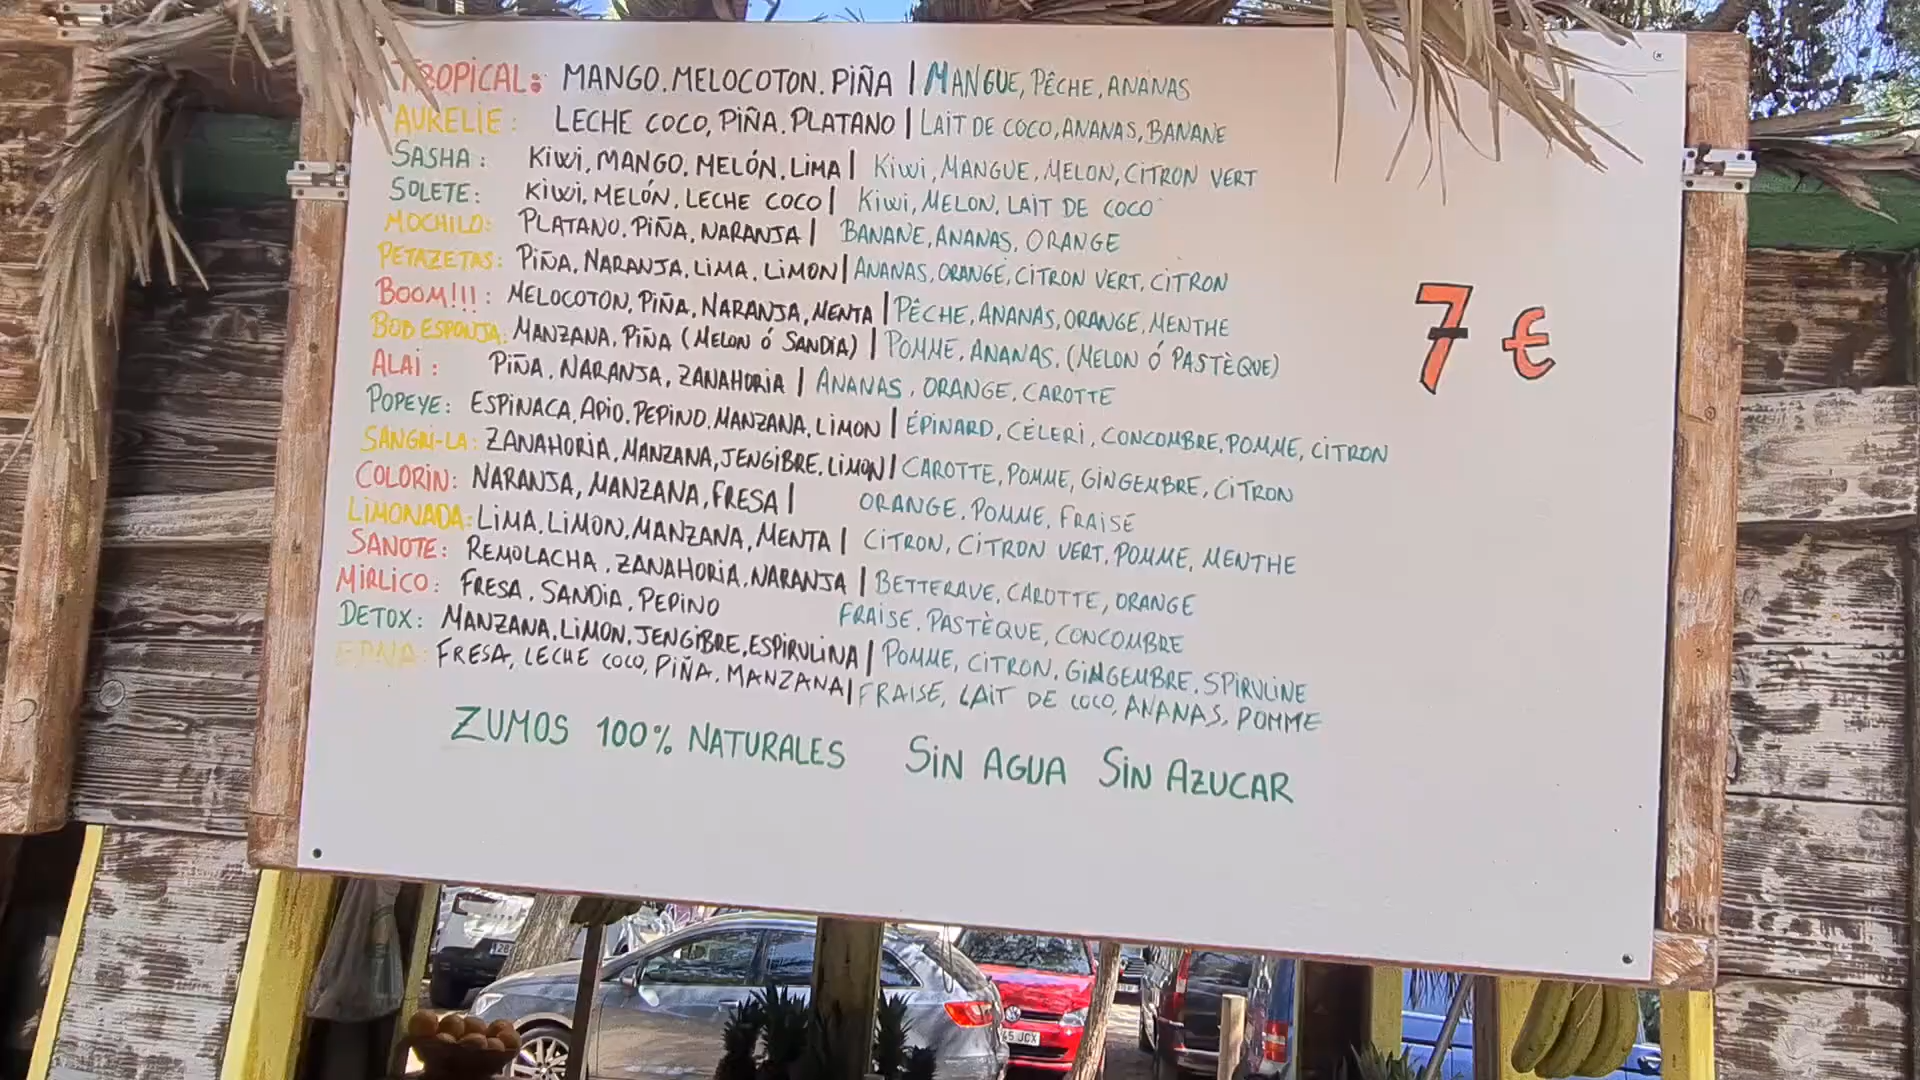 TROPICAL: MANGO. MELOCOTON. PIÑA | MANGUE, PÊCHE, ANANAS
AURELIE: LECHE COCO, PIÑA. PLATANO | LAIT DE COCO, ANANAS, BANANE
SASHA: KIWI, MANGO, MELÓN, LIMA | KIWI, MANGUE, MELON, CITRON VERT
SOLETE: KIWI, MELÓN, LECHE COCO | KIWI, MELON, LAIT DE COCO
MOCHILO: PLATANO. PIÑA, NARANJA | BANANE, ANANAS, ORANGE
PETAZETAS: PIÑA, NARANJA, LIMA, LIMON | ANANAS, ORANGE, CITRON VERT, CITRON
BOOM!!!: MELOCOTON, PIÑA, NARANJA, MENTA | PÊCHE, ANANAS, ORANGE, MENTHE
7 €
BOB ESPONJA: MANZANA, PIÑA (MELON Ó SANDIA) | POMME, ANANAS, (MELON Ó PASTÈQUE)
ALAI: PIÑA, NARANJA, ZANAHORIA | ANANAS, ORANGE, CAROTTE
POPEYE: ESPINACA, APIO, PEPINO, MANZANA, LIMON | ÉPINARD, CÉLERI, CONCOMBRE, POMME, CITRON
SANGRI-LA: ZANAHORIA, MANZANA, JENGIBRE, LIMON | CAROTTE, POMME, GINGEMBRE, CITRON
COLORIN: NARANJA, MANZANA, FRESA | ORANGE, POMME, FRAISE
LIMONADA: LIMA, LIMON, MANZANA, MENTA | CITRON, CITRON VERT, POMME, MENTHE
SANOTE: REMOLACHA, ZANAHORIA, NARANJA | BETTERAVE, CAROTTE, ORANGE
MIRLICO: FRESA, SANDIA, PEPINO FRAISE, PASTÈQUE, CONCOMBRE
DETOX: MANZANA, LIMON, JENGIBRE, ESPIRULINA | POMME, CITRON, GINGEMBRE, SPIRULINE
FRESA, LECHE COCO, PIÑA, MANZANA | FRAISE, LAIT DE COCO, ANANAS, POMME
ZUMOS 100% NATURALES SIN AGUA SIN AZUCAR